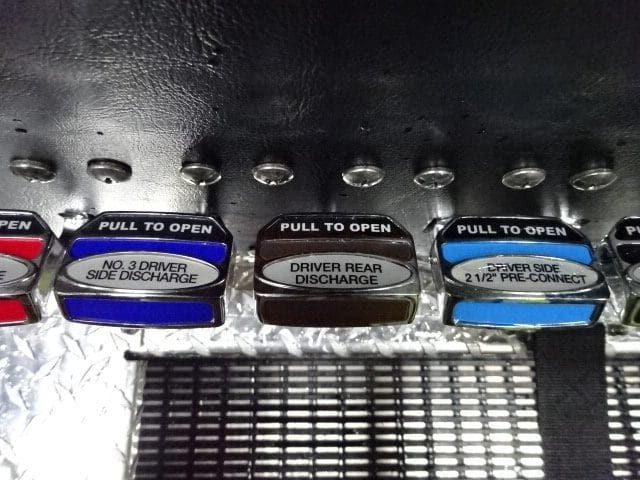 PEN
PULL TO OPEN
NO. 3 DRIVER
SIDE DISCHARGE
PULL TO OPEN
DRIVER REAR
DISCHARGE
PULL TO OPEN
DRIVER SIDE
2 1/2" PRE-CONNECT